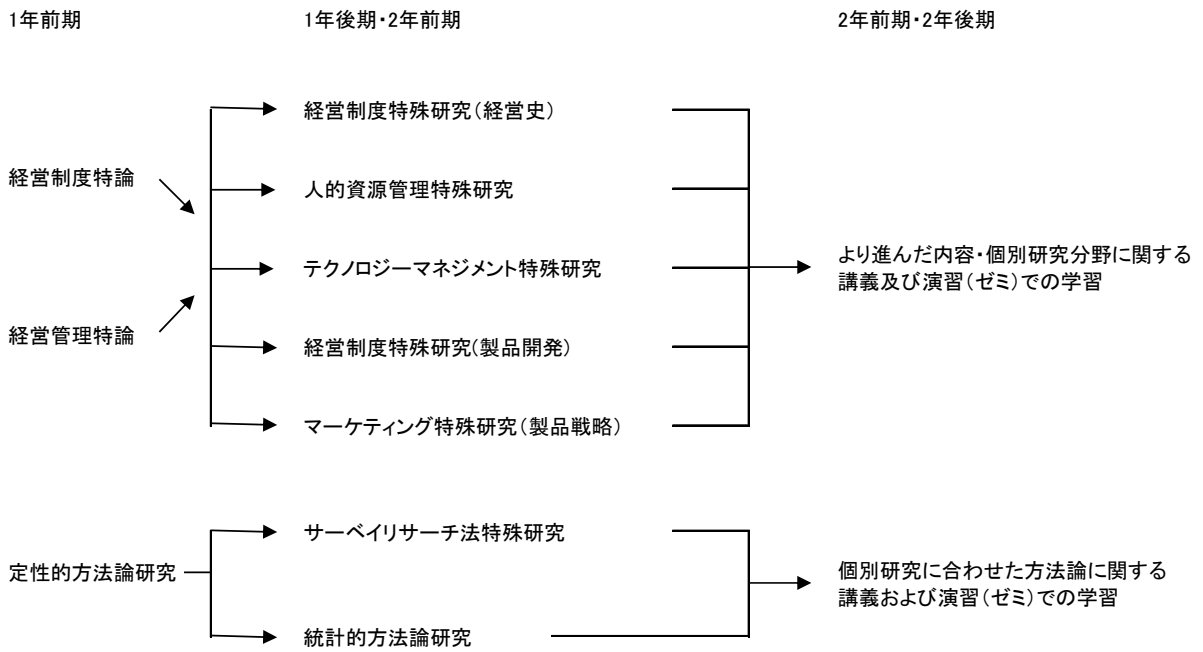 1年前期
1年後期・2年前期
2年前期・2年後期
経営制度特殊研究（経営史）
経営制度特論
人的資源管理特殊研究
テクノロジーマネジメント特殊研究
より進んだ内容・個別研究分野に関する
講義及び演習（ゼミ）での学習
経営管理特論
経営制度特殊研究(製品開発)
マーケティング特殊研究（製品戦略）
サーベイリサーチ法特殊研究
定性的方法論研究
個別研究に合わせた方法論に関する
講義および演習（ゼミ）での学習
統計的方法論研究